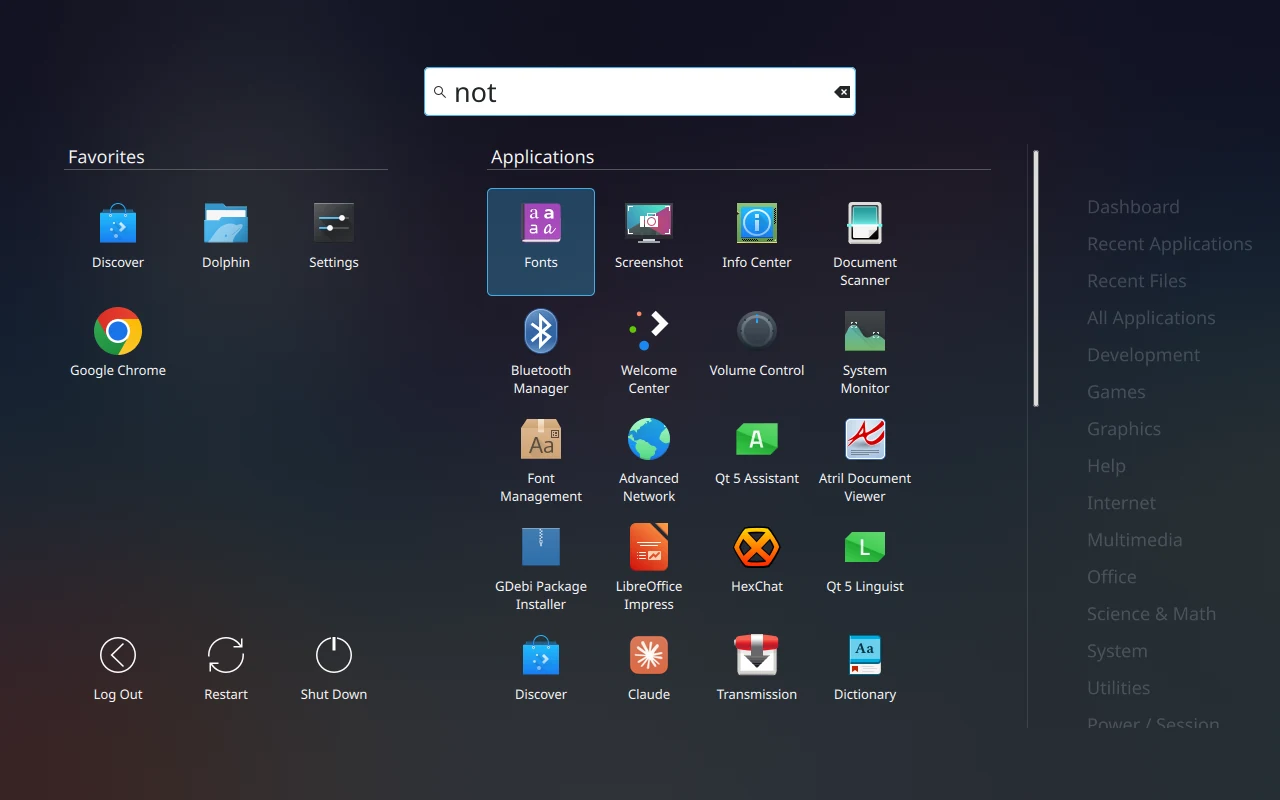 not
Favorites
Discover
Dolphin
Settings
Google Chrome
Log Out
Restart
Shut Down
Applications
a a
a a
Fonts
Screenshot
Info Center
Document
Scanner
Bluetooth
Manager
Welcome
Center
Volume Control
System
Monitor
Aa
Font
Management
Advanced
Network
A
Qt 5 Assistant
Atril Document
Viewer
GDebi Package
Installer
LibreOffice
Impress
HexChat
L
Qt 5 Linguist
Discover
Claude
Transmission
Aa
Dictionary
Dashboard
Recent Applications
Recent Files
All Applications
Development
Games
Graphics
Help
Internet
Multimedia
Office
Science & Math
System
Utilities
Power / Session